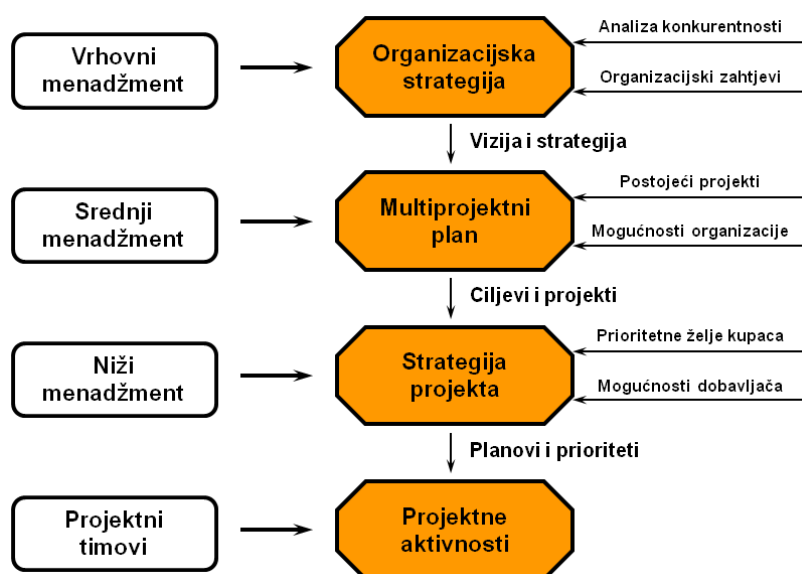 Vrhovni
menadžment
Organizacijska
strategija
Analiza konkurentnosti
Organizacijski zahtjevi
Vizija i strategija
Srednji
menadžment
Multiprojektni
plan
Postojeći projekti
Mogućnosti organizacije
Ciljevi i projekti
Niži
menadžment
Strategija
projekta
Prioritetne želje kupaca
Mogućnosti dobavljača
Planovi i prioriteti
Projektni
timovi
Projektne
aktivnosti